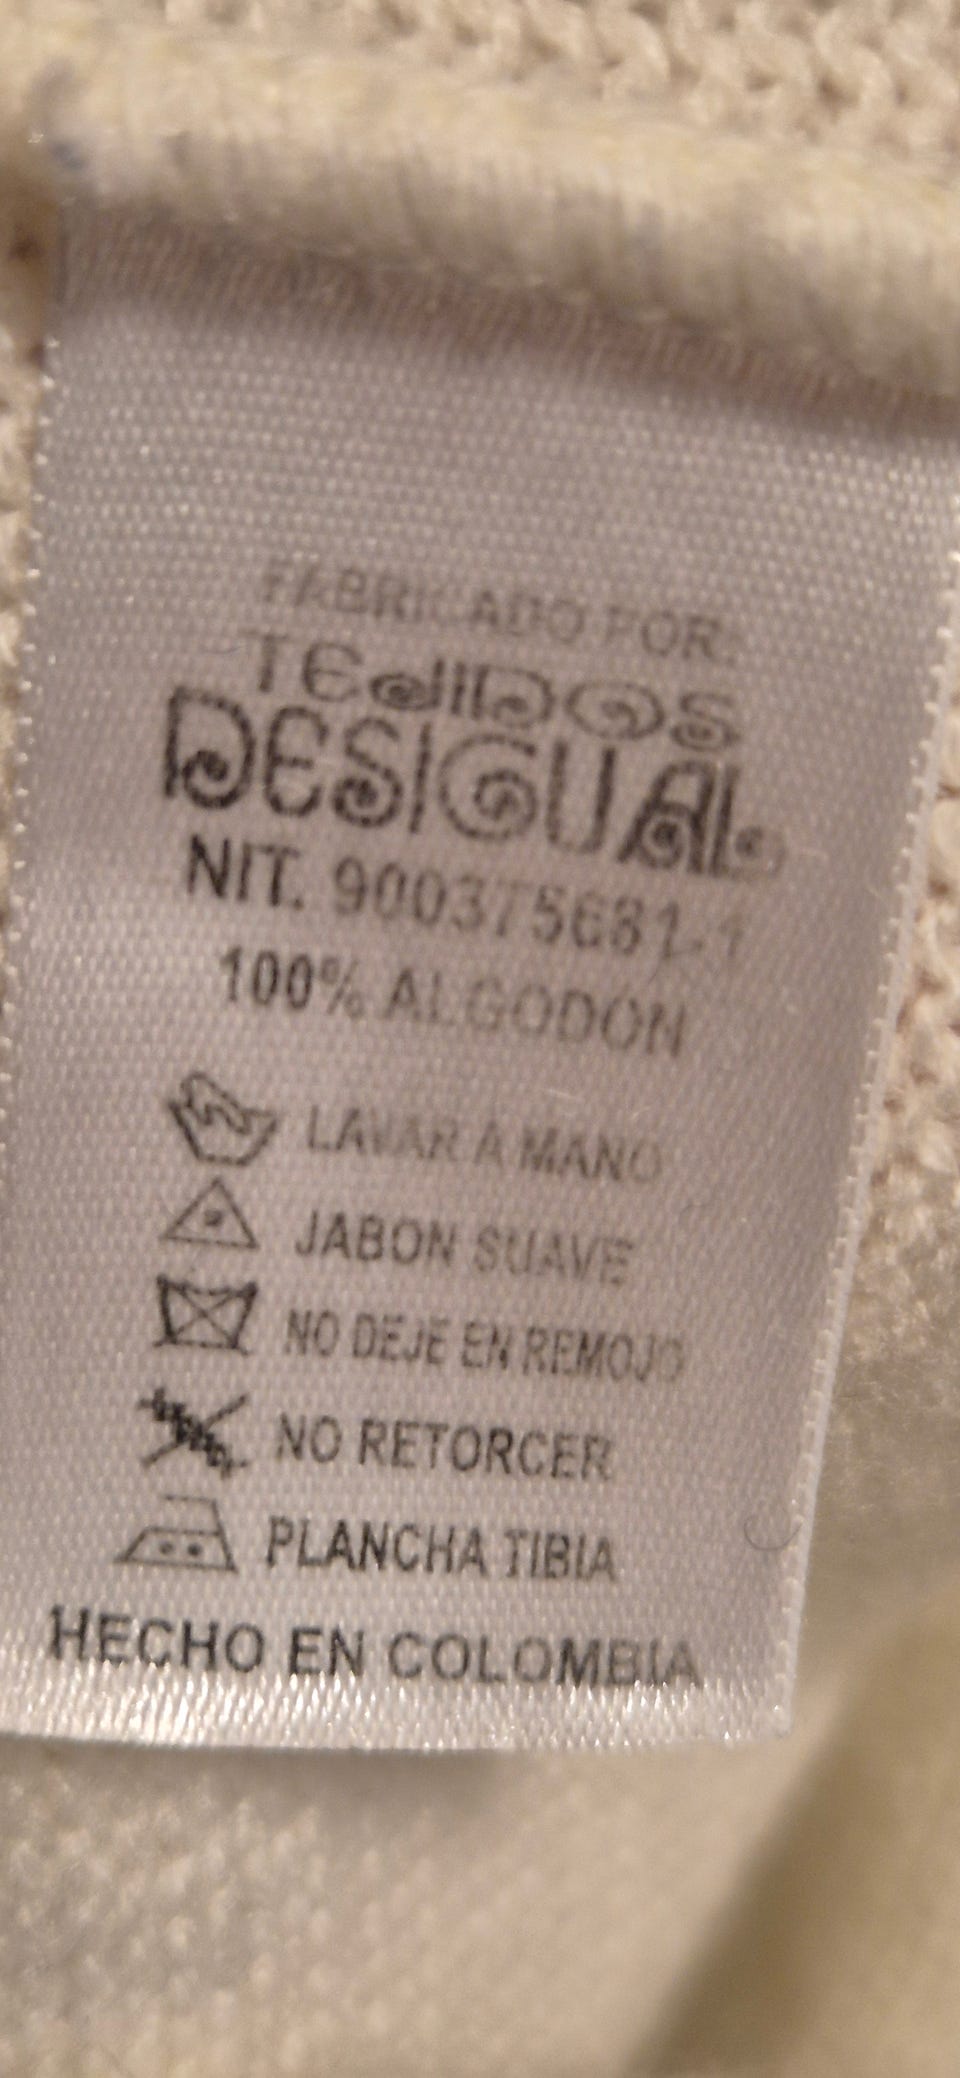 FABRICADO POR:
TEJIDOS
DESIGUAL
NIT. 900375681-1
100% ALGODON
LAVAR A MANO
JABON SUAVE
NO DEJE EN REMOJO
NO RETORCER
PLANCHA TIBIA
HECHO EN COLOMBIA